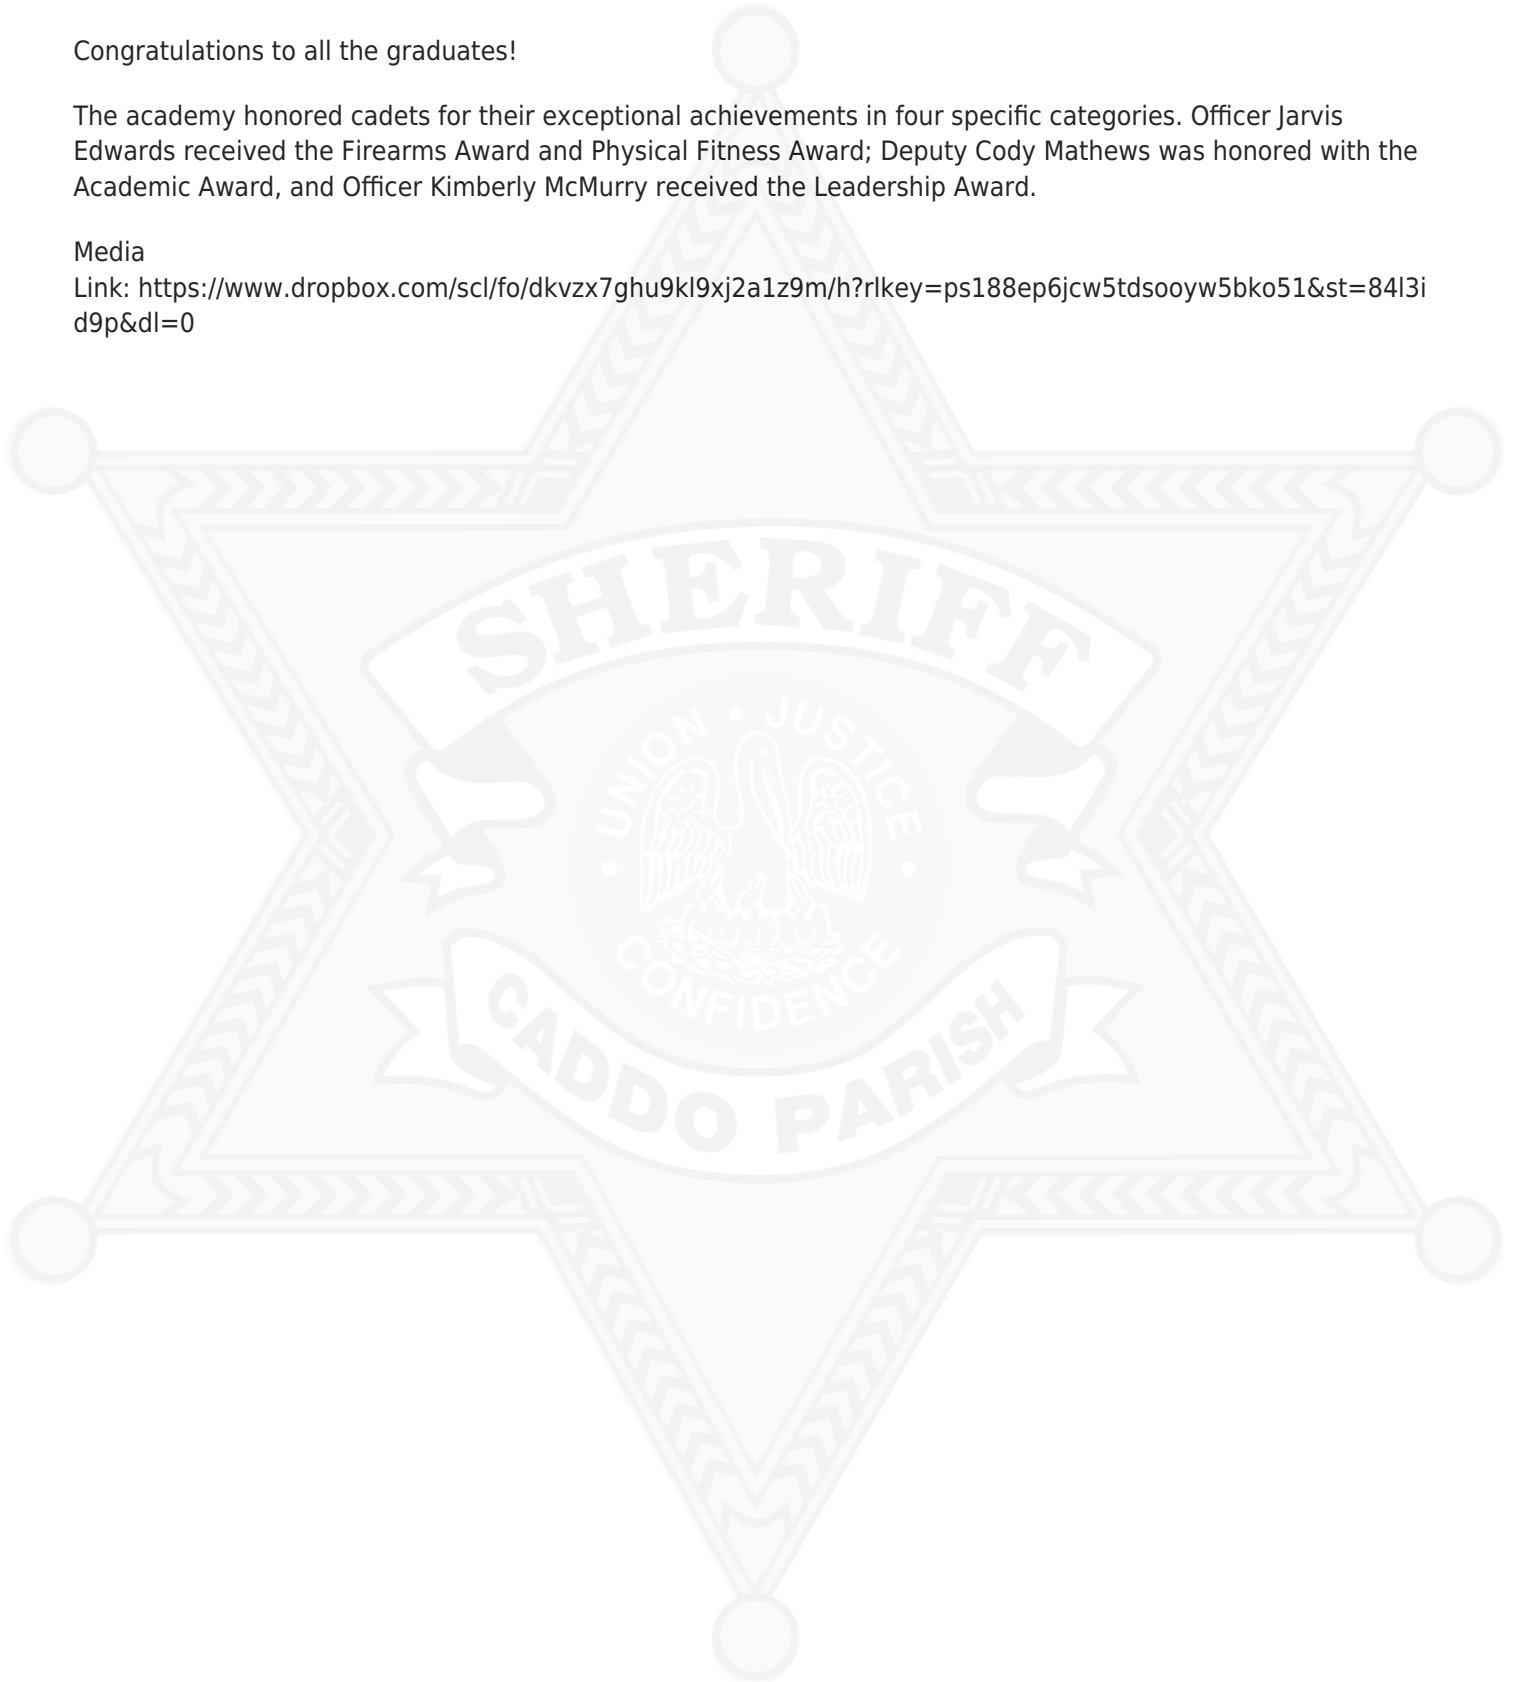 Congratulations to all the graduates!
The academy honored cadets for their exceptional achievements in four specific categories. Officer Jarvis
Edwards received the Firearms Award and Physical Fitness Award; Deputy Cody Mathews was honored with the
Academic Award, and Officer Kimberly McMurry received the Leadership Award.
Media
Link: https://www.dropbox.com/scl/fo/dkvzx7ghu9kl9xj2a1z9m/h?rlkey=ps188ep6jcw5tdsooyw5bko51&st=84l3i
d9p&dl=0
SHERIFF
UNION • JUSTICE
• CONFIDENCE •
CADDO PARISH